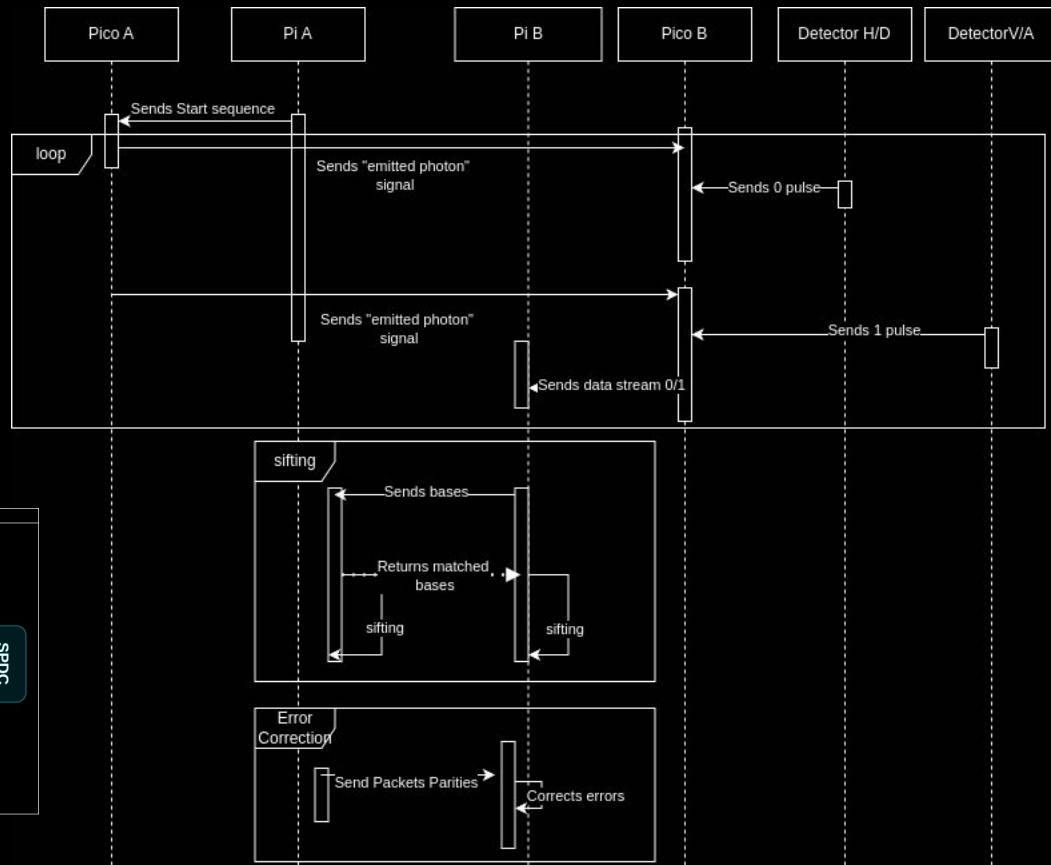 Pico A
Pi A
Pi B
Pico B
Detector H/D
DetectorV/A
Sends Start sequence
loop
Sends "emitted photon"
signal
Sends 0 pulse
Sends "emitted photon"
signal
Sends 1 pulse
Sends data stream 0/1
sifting
Sends bases
Returns matched
bases
sifting
sifting
SPDC
Error
Correction
Send Packets Parities
Corrects errors